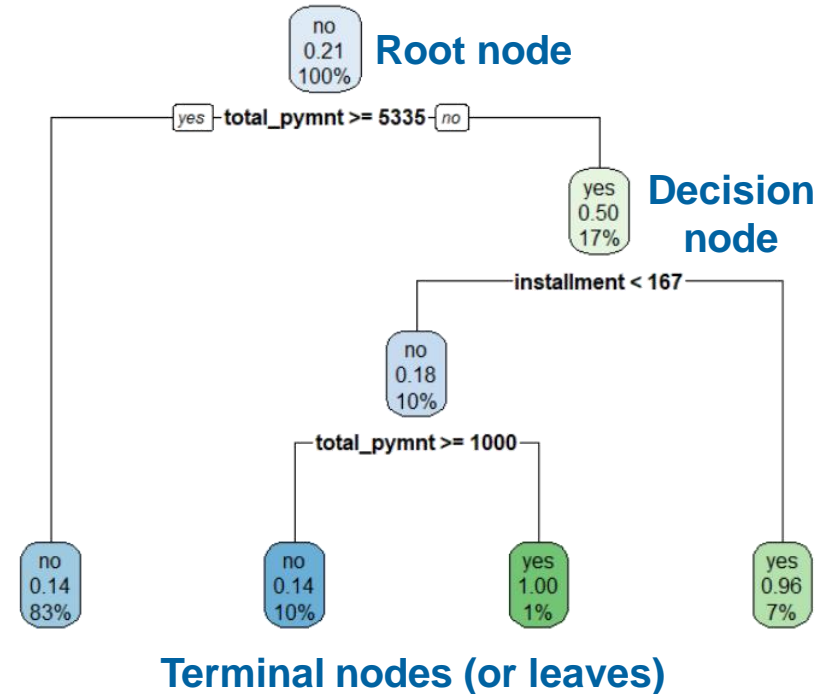 no
0.21
100%
Root node
yes total_pymnt >= 5335 no
yes
0.50
17%
Decision
node
installment < 167
no
0.18
10%
total_pymnt >= 1000
no
0.14
83%
no
0.14
10%
yes
1.00
1%
yes
0.96
7%
Terminal nodes (or leaves)